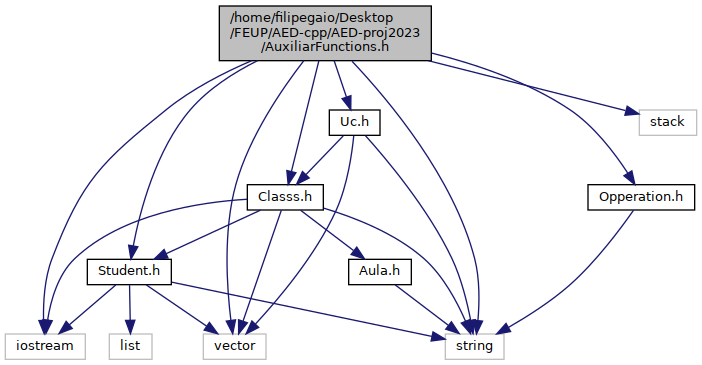 /home/filipegaio/Desktop
/FEUP/AED-cpp/AED-proj2023
/AuxiliarFunctions.h
Uc.h
stack
Classs.h
Opperation.h
Student.h
Aula.h
iostream
list
vector
string